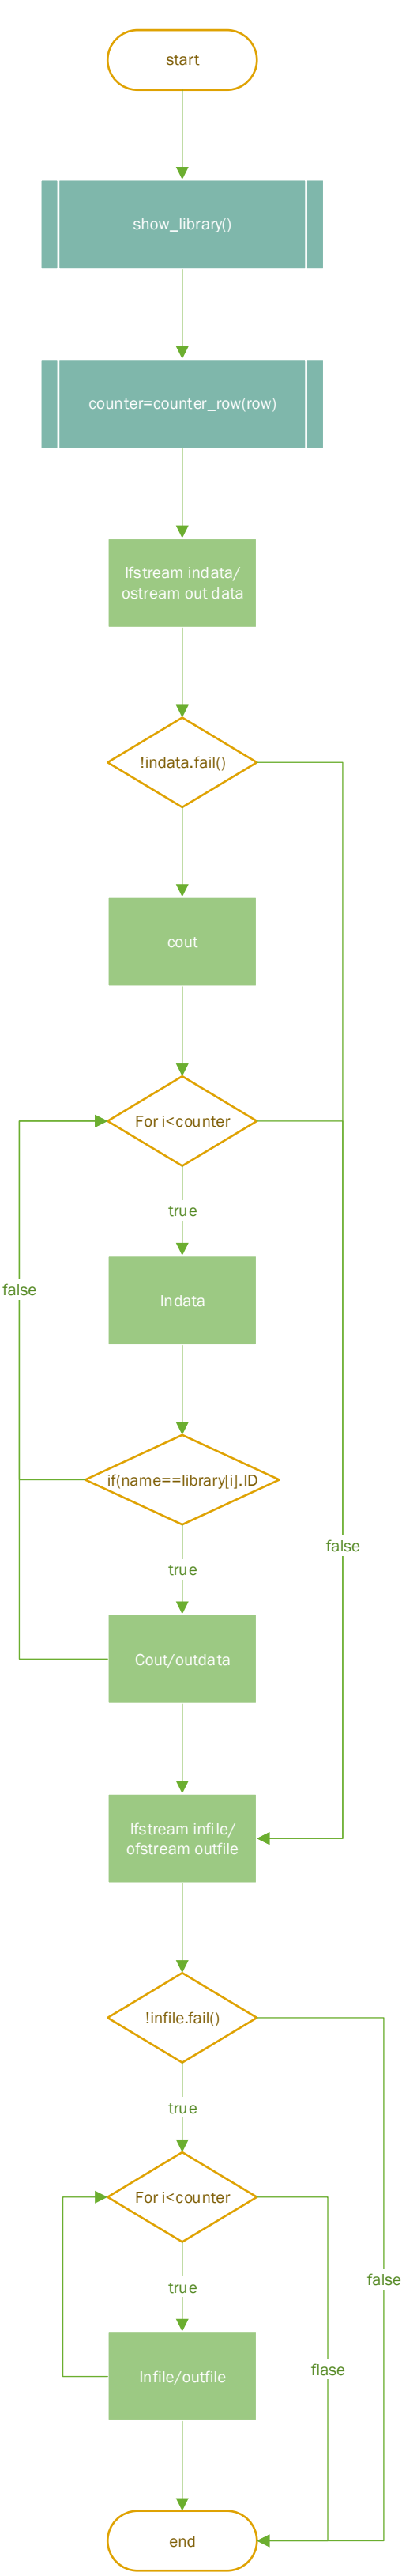 start
show_library()
counter=counter_row(row)
Ifstream indata/
ostream out data
!indata.fail()
cout
For i<counter
true
false
Indata
if(name==library[i].ID
false
true
Cout/outdata
Ifstream infile/
ofstream outfile
!infile.fail()
true
For i<counter
false
true
flase
Infile/outfile
end